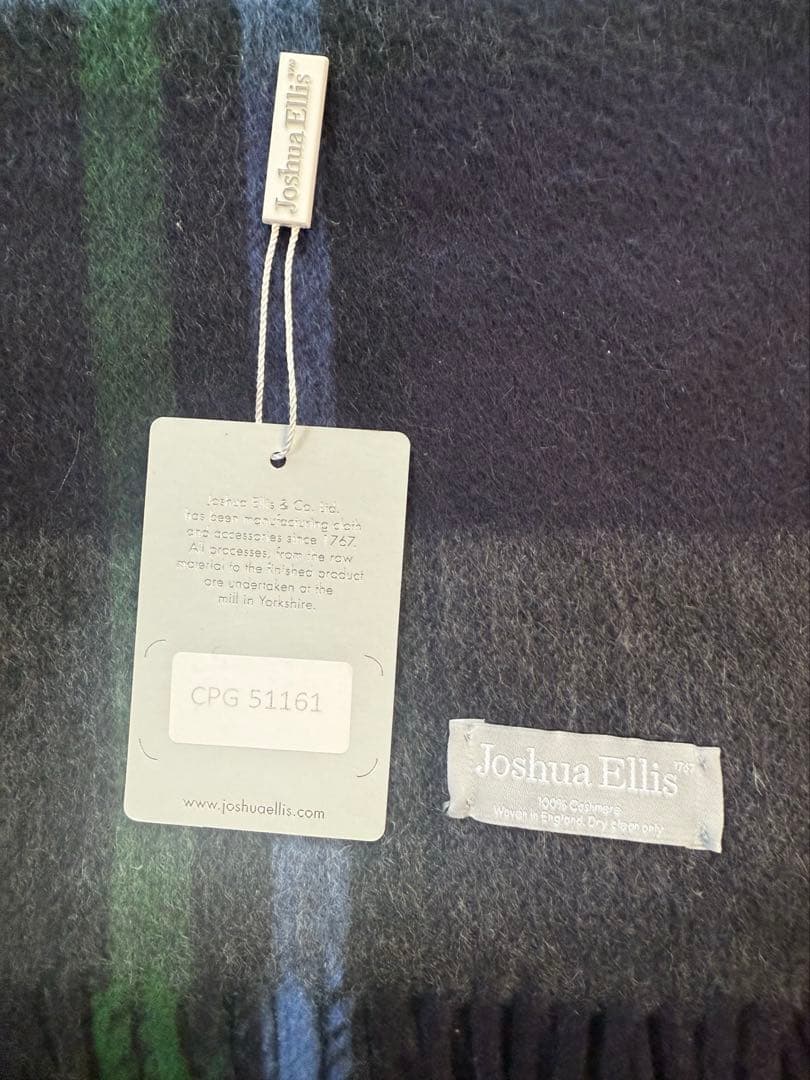 Joshua Ellis 1767
Joshua Ellis & Co. Ltd.
has been manufacturing cloth
and accessories since 1767.
All processes, from the raw
material to the finished product
are undertaken at the
mill in Yorkshire.
CPG 51161
www.joshuaellis.com
Joshua Ellis 1767
100% Cashmere
Woven in England. Dry clean only